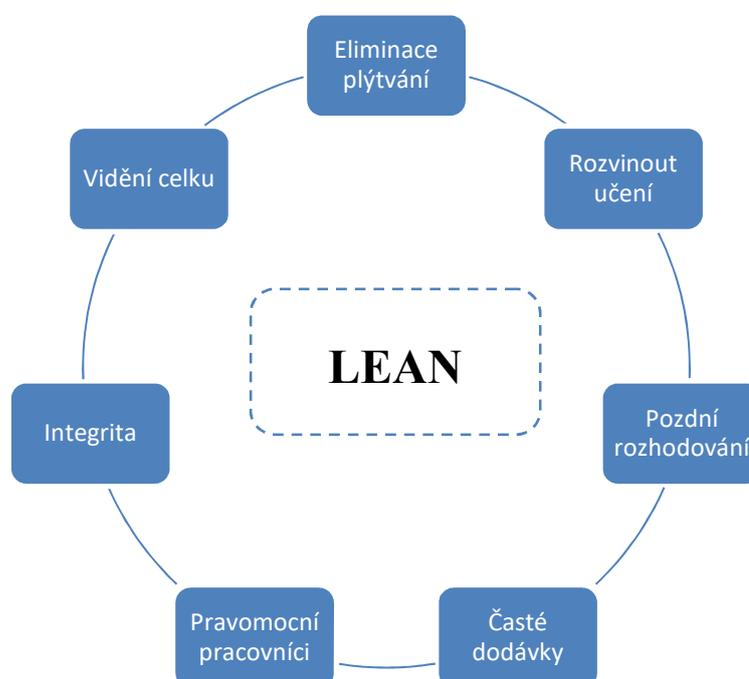 Eliminace
plýtvání
Rozvinout
učení
Pozdní
rozhodování
Časté
dodávky
Pravomocní
pracovníci
Integrita
Vidění celku
LEAN